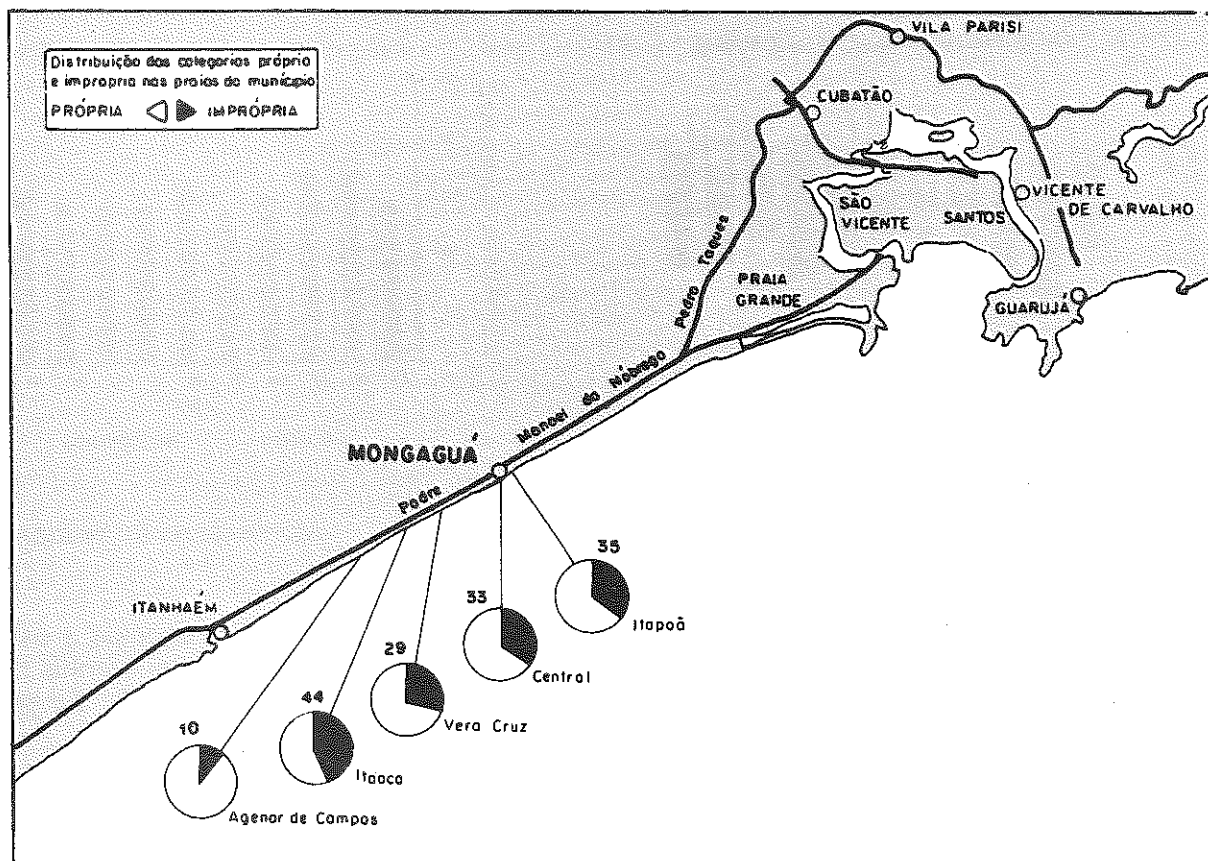 Distribuição das categorias própria
e imprópria nas praias do município
PRÓPRIA IMPRÓPRIA
VILA PARISI
CUBATÃO
VICENTE
DE CARVALHO
SÃO
VICENTE
SANTOS
Pedro Taques
PRAIA
GRANDE
GUARUJÁ
Padre Manoel da Nóbrega
MONGAGUÁ
ITANHAÉM
35
Itapoã
33
Central
29
Vera Cruz
44
Itaoca
10
Agenor de Campos